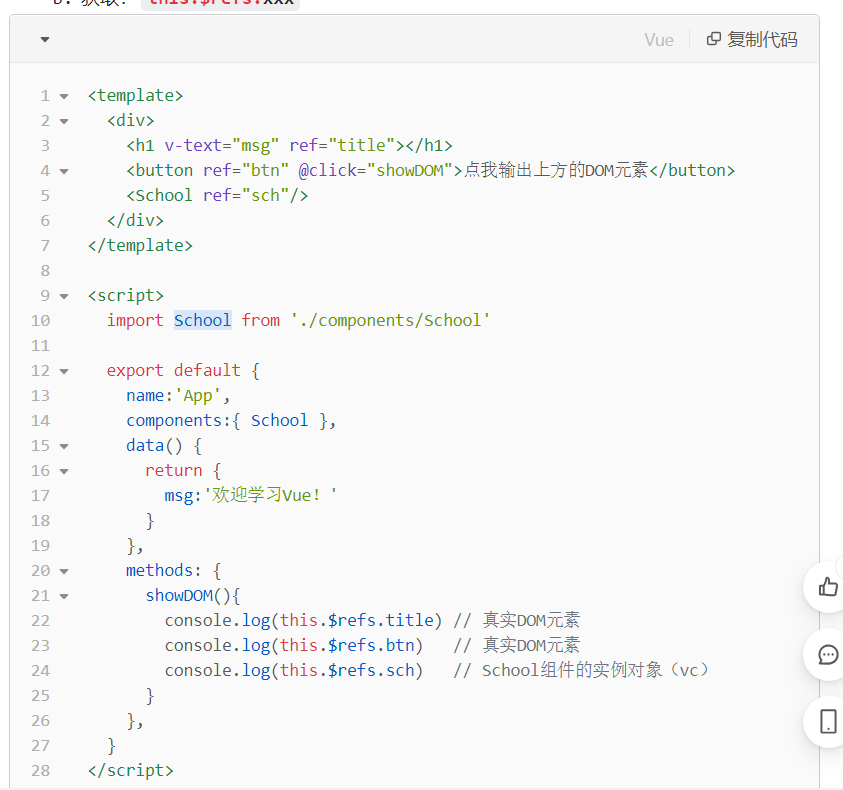 b. 获取： this.$refs.xxx
Vue 复制代码
1 <template>
2 <div>
3 <h1 v-text="msg" ref="title"></h1>
4 <button ref="btn" @click="showDOM">点我输出上方的DOM元素</button>
5 <School ref="sch"/>
6 </div>
7 </template>
8
9 <script>
10 import School from './components/School'
11
12 export default {
13 name:'App',
14 components:{ School },
15 data() {
16 return {
17 msg:'欢迎学习Vue！'
18 }
19 },
20 methods: {
21 showDOM(){
22 console.log(this.$refs.title) // 真实DOM元素
23 console.log(this.$refs.btn) // 真实DOM元素
24 console.log(this.$refs.sch) // School组件的实例对象（vc）
25 }
26 },
27 }
28 </script>